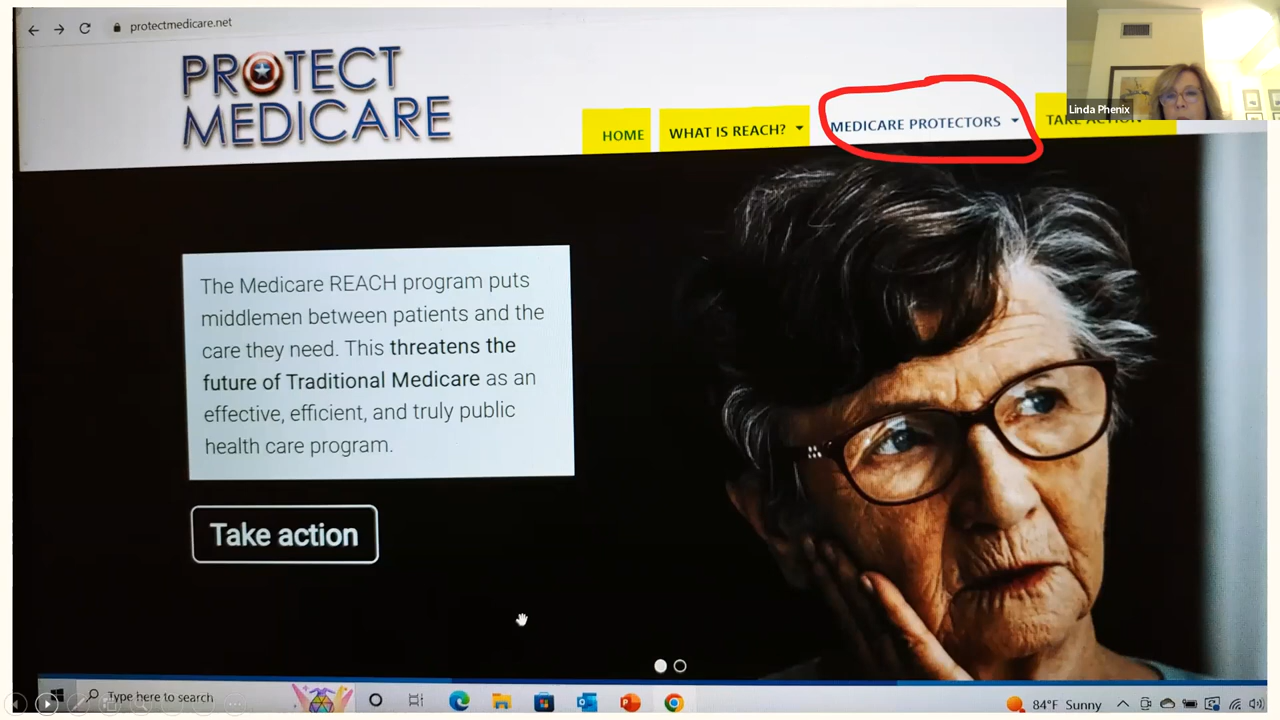 protectmedicare.net
PROTECT
MEDICARE
HOME
WHAT IS REACH?
MEDICARE PROTECTORS
TAKE ACTION
Linda Phenix
The Medicare REACH program puts
middlemen between patients and the
care they need. This threatens the
future of Traditional Medicare as an
effective, efficient, and truly public
health care program.
Take action
Type here to search
84°F Sunny